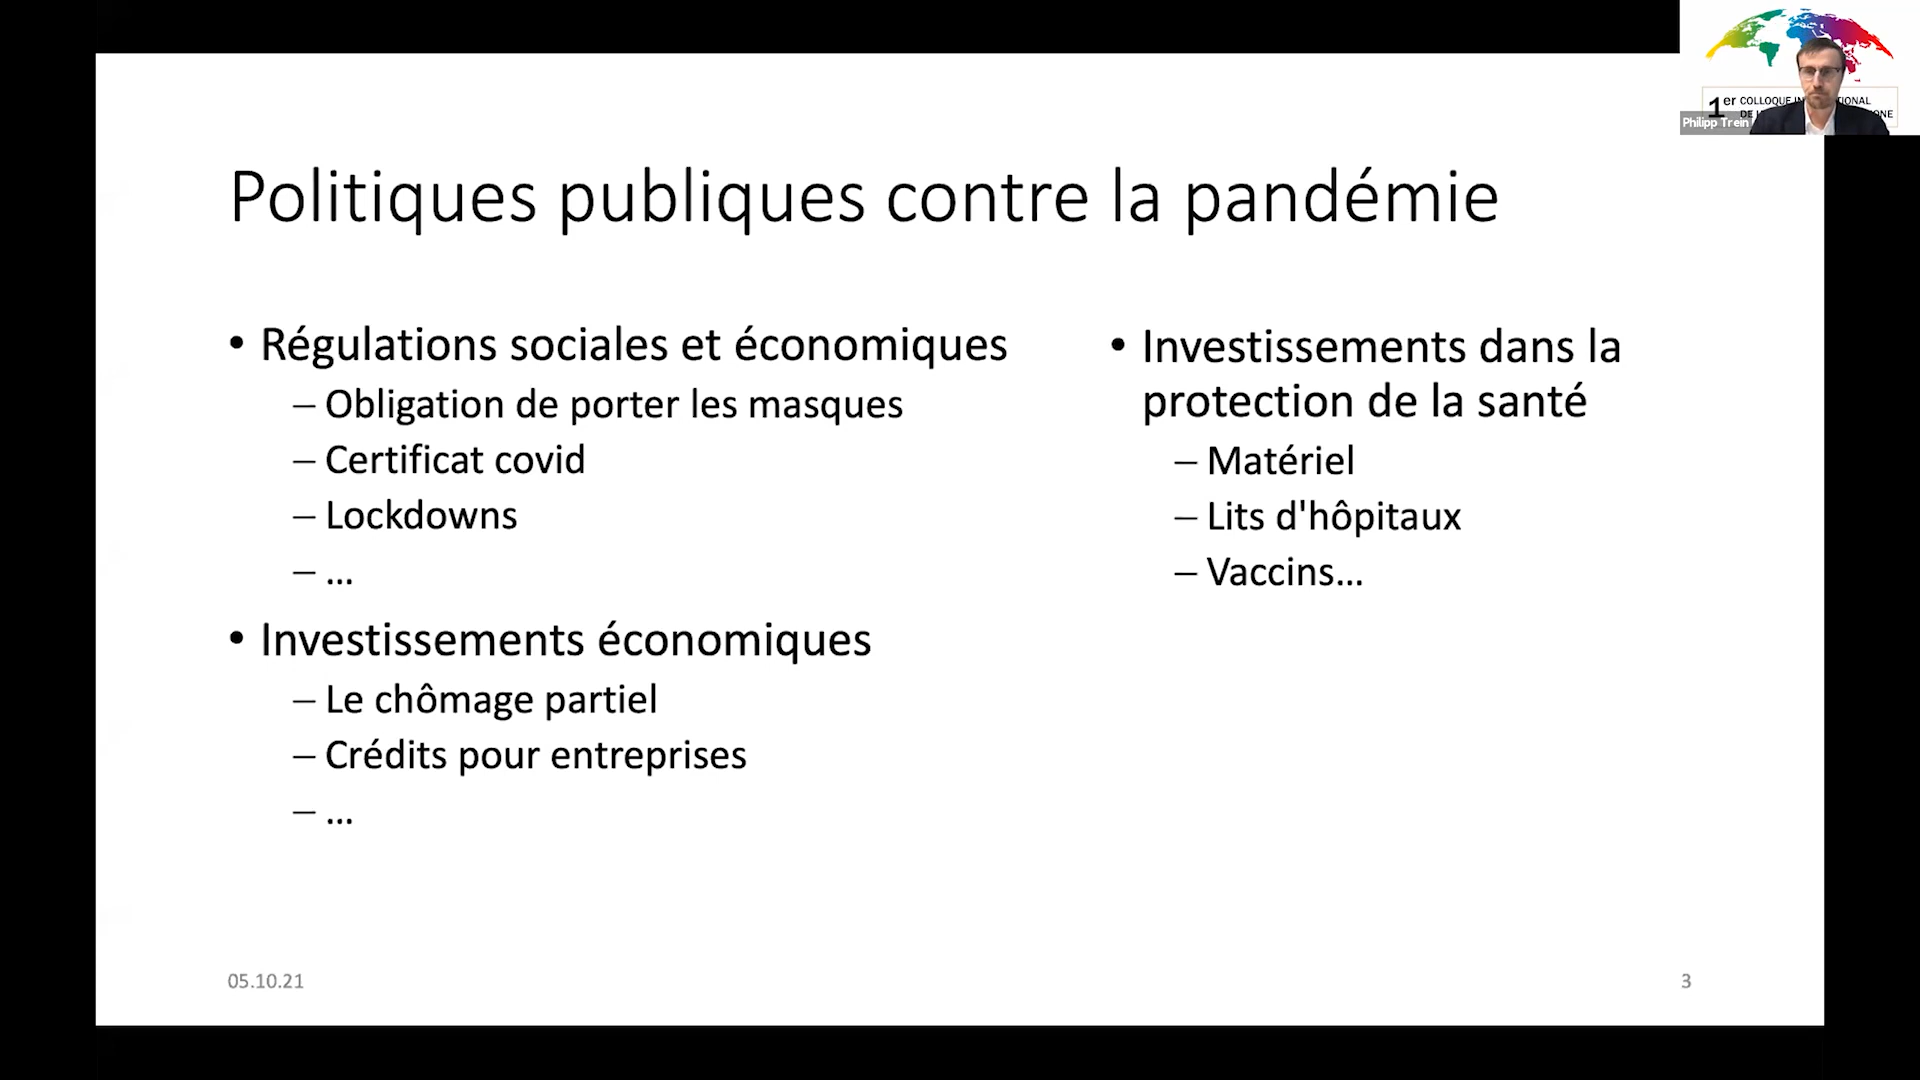 Politiques publiques contre la pandémie
• Régulations sociales et économiques
– Obligation de porter les masques
– Certificat covid
– Lockdowns
– ...
• Investissements économiques
– Le chômage partiel
– Crédits pour entreprises
– ...
• Investissements dans la
protection de la santé
– Matériel
– Lits d'hôpitaux
– Vaccins...
05.10.21
3
1er COLLOQUE
DE
Philipp Trein